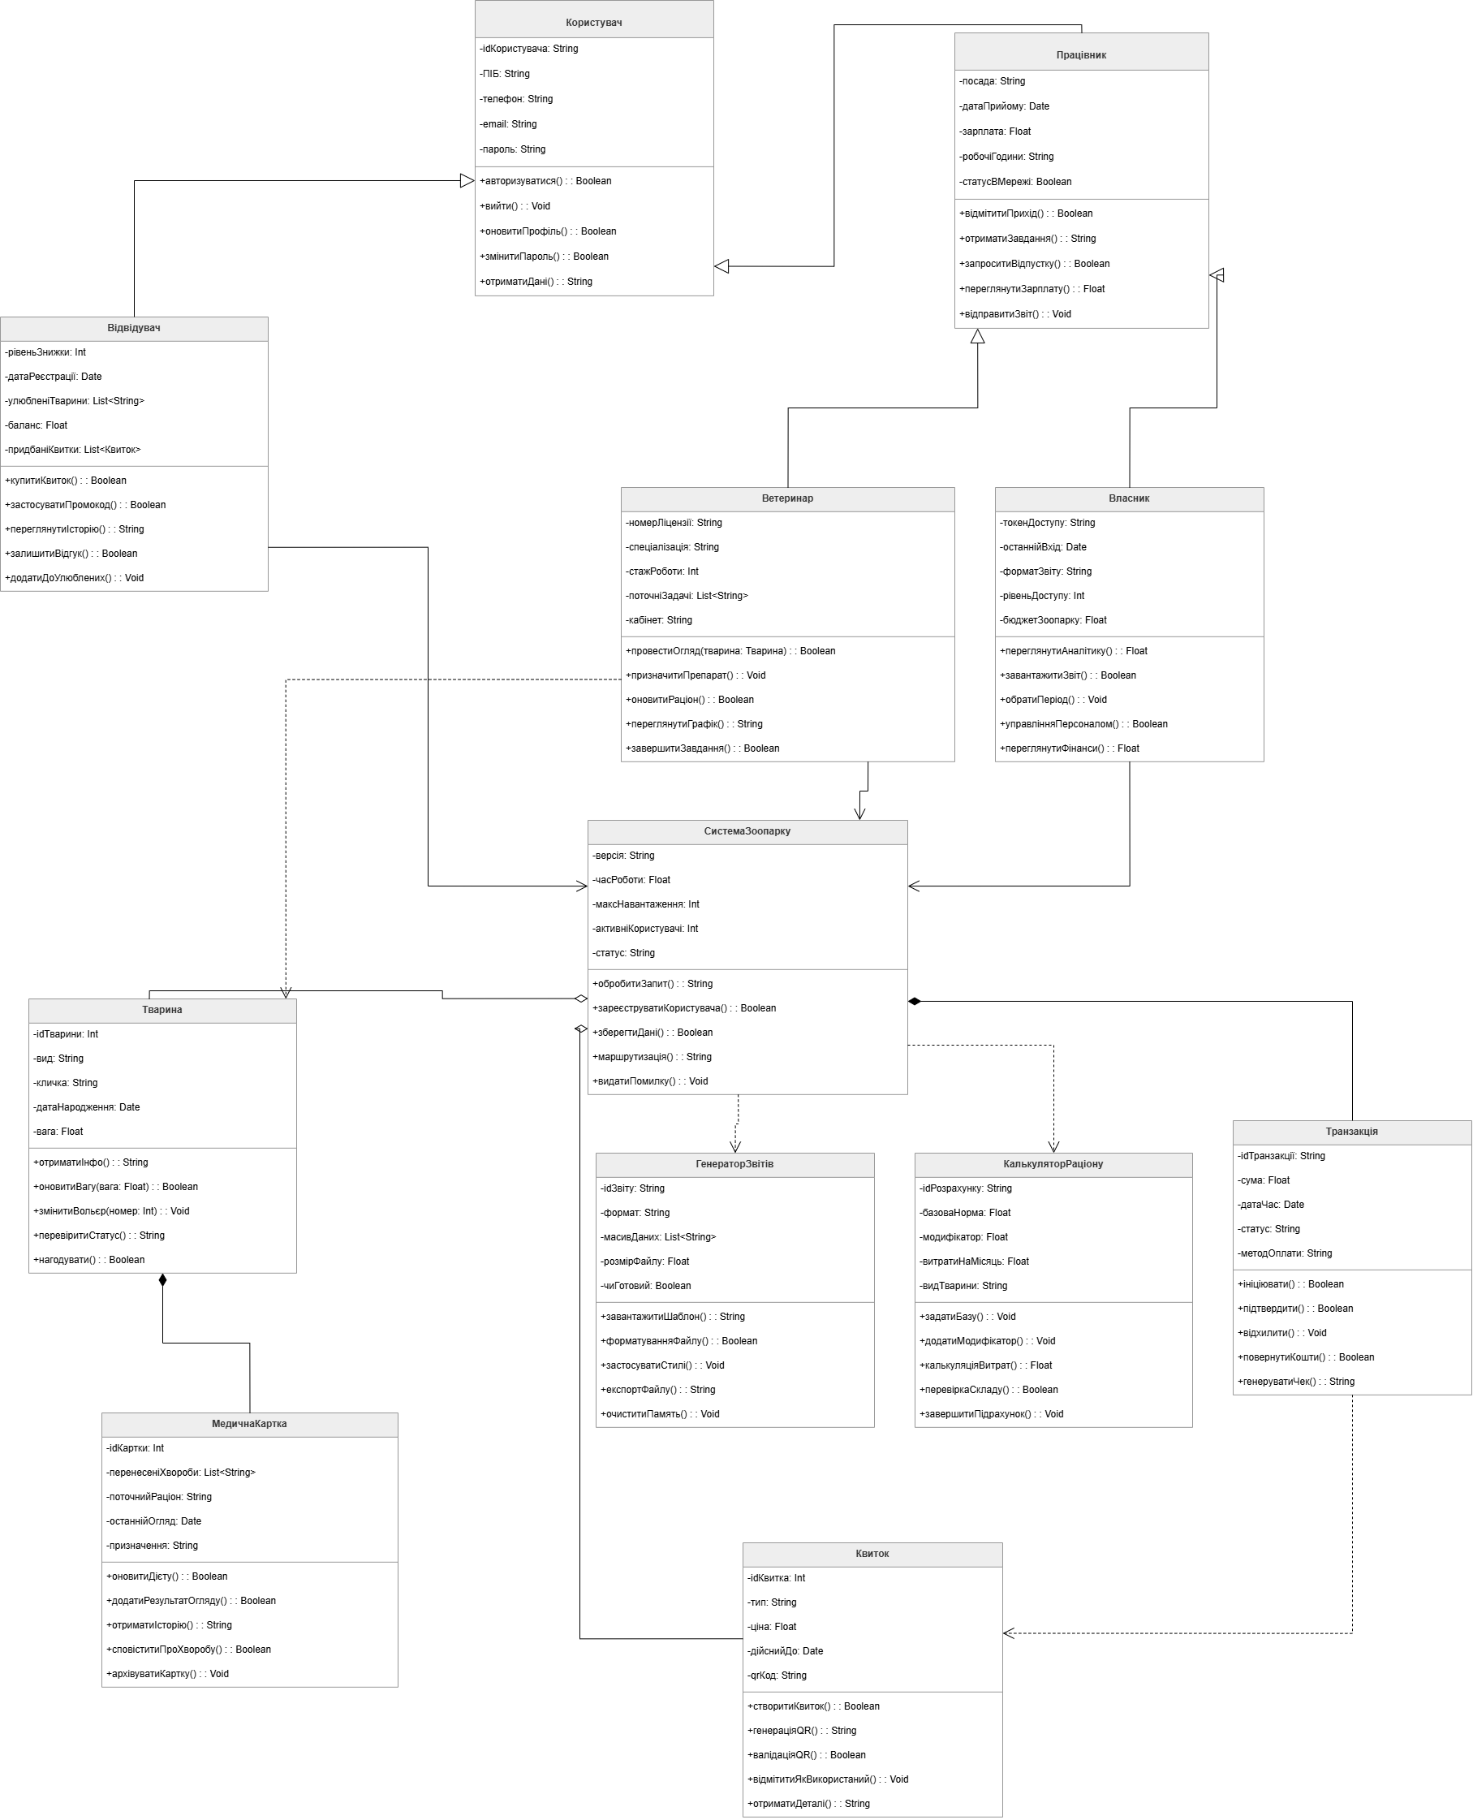 Користувач
-idКористувача: String
-ПІБ: String
-телефон: String
-email: String
-пароль: String
+авторизуватися() : : Boolean
+вийти() : : Void
+оновитиПрофіль() : : Boolean
+змінитиПароль() : : Boolean
+отриматиДані() : : String
Працівник
-посада: String
-датаПрийому: Date
-зарплата: Float
-робочіГодини: String
-статусВМережі: Boolean
+відмітитиПрихід() : : Boolean
+отриматиЗавдання() : : String
+запроситиВідпустку() : : Boolean
+переглянутиЗарплату() : : Float
+відправитиЗвіт() : : Void
Відвідувач
-рівеньЗнижки: Int
-датаРеєстрації: Date
-улюбленіТварини: List<String>
-баланс: Float
-придбаніКвитки: List<Квиток>
+купитиКвиток() : : Boolean
+застосуватиПромокод() : : Boolean
+переглянутиІсторію() : : String
+залишитиВідгук() : : Boolean
+додатиДоУлюблених() : : Void
Ветеринар
-номерЛіцензії: String
-спеціалізація: String
-стажРоботи: Int
-поточніЗадачі: List<String>
-кабінет: String
+провестиОгляд(тварина: Тварина) : : Boolean
+призначитиПрепарат() : : Void
+оновитиРаціон() : : Boolean
+переглянутиГрафік() : : String
+завершитиЗавдання() : : Boolean
Власник
-токенДоступу: String
-останнійВхід: Date
-форматЗвіту: String
-рівеньДоступу: Int
-бюджетЗоопарку: Float
+переглянутиАналітику() : : Float
+завантажитиЗвіт() : : Boolean
+обратиПеріод() : : Void
+управлінняПерсоналом() : : Boolean
+переглянутиФінанси() : : Float
СистемаЗоопарку
-версія: String
-часРоботи: Float
-максНавантаження: Int
-активніКористувачі: Int
-статус: String
+обробитиЗапит() : : String
+зареєструватиКористувача() : : Boolean
+зберегтиДані() : : Boolean
+маршрутизація() : : String
+видатиПомилку() : : Void
Тварина
-idТварини: Int
-вид: String
-кличка: String
-датаНародження: Date
-вага: Float
+отриматиІнфо() : : String
+оновитиВагу(вага: Float) : : Boolean
+змінитиВольєр(номер: Int) : : Void
+перевіритиСтатус() : : String
+нагодувати() : : Boolean
ГенераторЗвітів
-idЗвіту: String
-формат: String
-масивДаних: List<String>
-розмірФайлу: Float
-чиГотовий: Boolean
+завантажитиШаблон() : : String
+форматуванняФайлу() : : Boolean
+застосуватиСтилі() : : Void
+експортФайлу() : : String
+очиститиПамять() : : Void
КалькуляторРаціону
-idРозрахунку: String
-базоваНорма: Float
-модифікатор: Float
-витратиНаМісяць: Float
-видТварини: String
+задатиБазу() : : Void
+додатиМодифікатор() : : Void
+калькуляціяВитрат() : : Float
+перевіркаСкладу() : : Boolean
+завершитиПідрахунок() : : Void
Транзакція
-idТранзакції: String
-сума: Float
-датаЧас: Date
-статус: String
-методОплати: String
+ініціювати() : : Boolean
+підтвердити() : : Boolean
+відхилити() : : Void
+повернутиКошти() : : Boolean
+генеруватиЧек() : : String
МедичнаКартка
-idКартки: Int
-перенесеніХвороби: List<String>
-поточнийРаціон: String
-останнійОгляд: Date
-призначення: String
+оновитиДієту() : : Boolean
+додатиРезультатОгляду() : : Boolean
+отриматиІсторію() : : String
+сповіститиПроХворобу() : : Boolean
+архівуватиКартку() : : Void
Квиток
-idКвитка: Int
-тип: String
-ціна: Float
-дійснийДо: Date
-qrКод: String
+створитиКвиток() : : Boolean
+генераціяQR() : : String
+валідаціяQR() : : Boolean
+відмітитиЯкВикористаний() : : Void
+отриматиДеталі() : : String